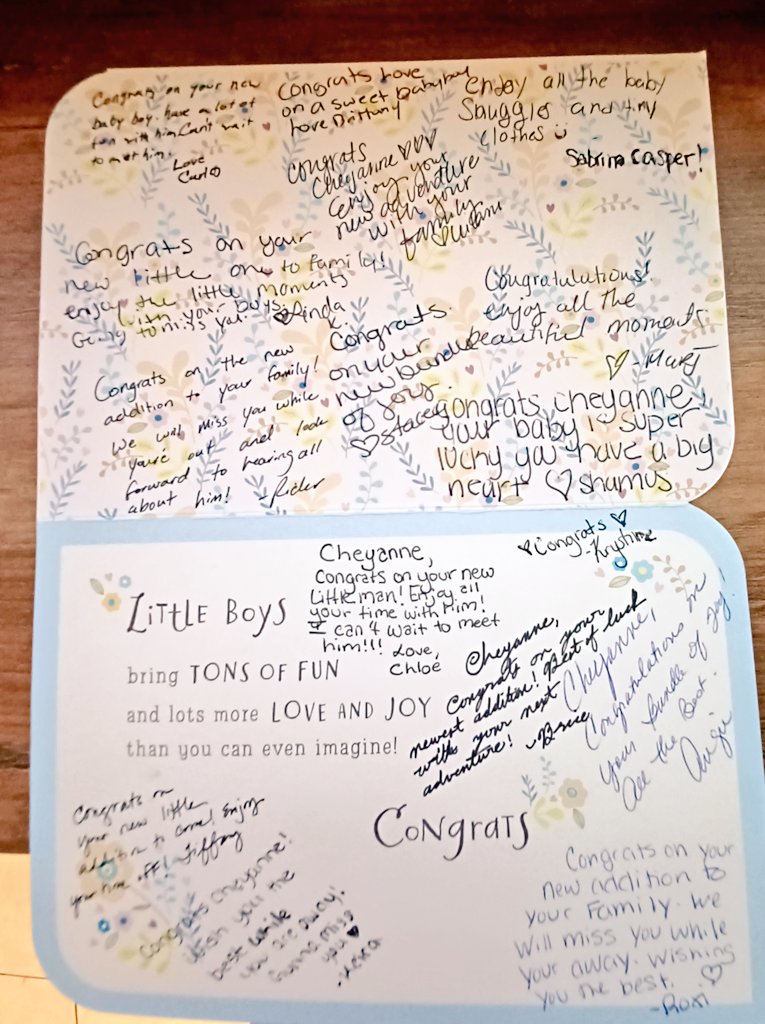 Congrats on your new
baby boy. have a lot of
fun with him. Can't wait
to meet him.
Love
Carl
Congrats love
on a sweet babyboy
Love Brittany
enjoy all the baby
Snuggles and tiny
clothes
Sabrina Casper!
Congrats
Cheyanne
enjoy your
new adventure
with your
family
Congrats on your
new little one to family!
enjoy the little moments
with your boys.
Going to miss ya!
Linda
K.
Congratulations!
enjoy all the
beautiful moments
Congrats on the new
addition to your family!
We will miss you while
you're out and look
forward to hearing all
about him! -Rider
Congrats
on your
new bundle
of joy.
Stacey
Congrats cheyanne,
your baby is super
lucky you have a big
heart Shamus
Congrats
-Krystina
Cheyanne,
Congrats on your new
little man! Enjoy all
your time with him!
I can't wait to meet
him!!! Love,
Chloe
LITTLE BOYS
bring TONS OF FUN
and lots more LOVE AND JOY
than you can even imagine!
Cheyanne,
Congrats on your
newest addition! Best of luck
with your next
adventure! -Brice
Cheyanne,
Congratulations on
your bundle of Joy!
All the Best.
Angie
CONGRATS
Congrats on
your new little
addition to come! Enjoy
your time off! Tiffany
Congrats cheyanne!
Wish you the
best while
you are away!
Gunna miss
you
Congrats on your
new addition to
your Family. We
Will miss you while
your away. Wishing
you the best.
-Roxi